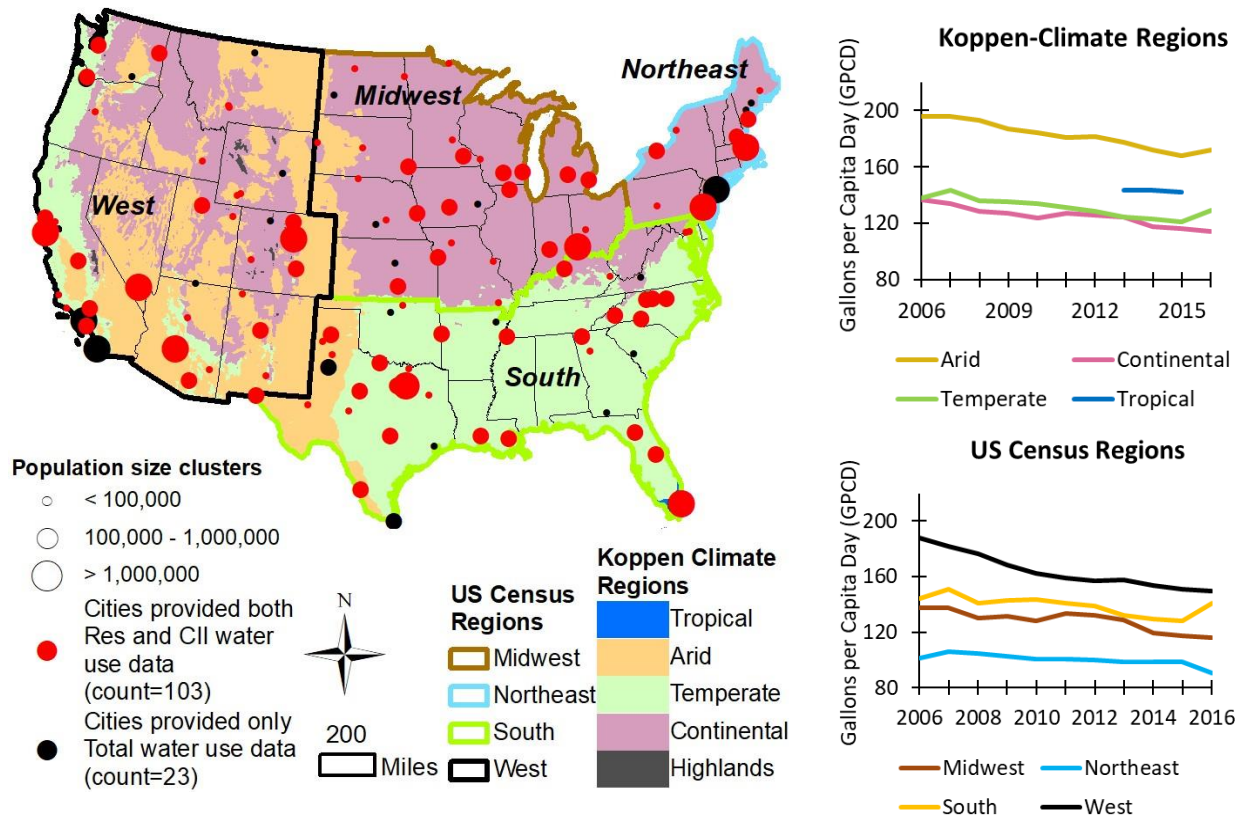 Midwest
Northeast
West
South
Population size clusters
< 100,000
100,000 - 1,000,000
> 1,000,000
Cities provided both
Res and CII water
use data
(count=103)
Cities provided only
Total water use data
(count=23)
N
200
Miles
US Census
Regions
Midwest
Northeast
South
West
Koppen Climate
Regions
Tropical
Arid
Temperate
Continental
Highlands
Koppen-Climate Regions
Gallons per Capita Day (GPCD)
200
160
120
80
2006 2009 2012 2015
Arid Continental
Temperate Tropical
US Census Regions
Gallons per Capita Day (GPCD)
200
160
120
80
2006 2008 2010 2012 2014 2016
Midwest Northeast
South West